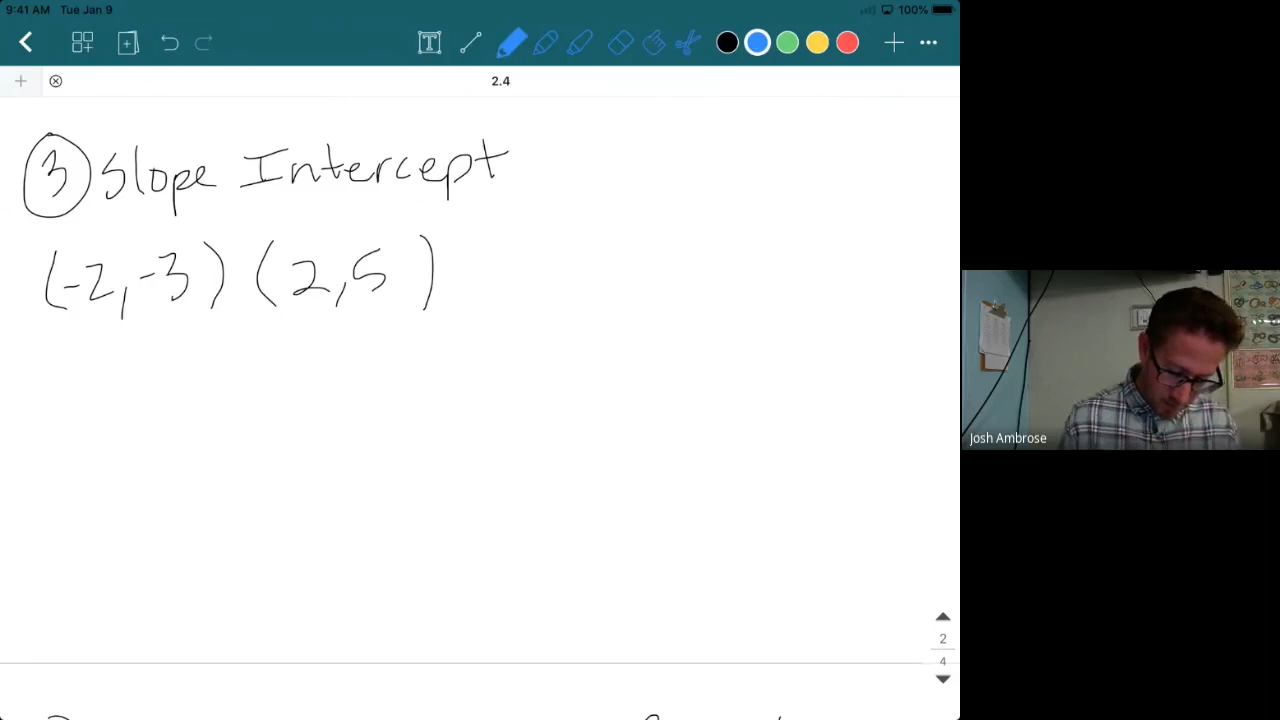 9:41 AM Tue Jan 9
100%
2.4
3 Slope Intercept
(-2,-3) (2,5 )
2
4
Josh Ambrose